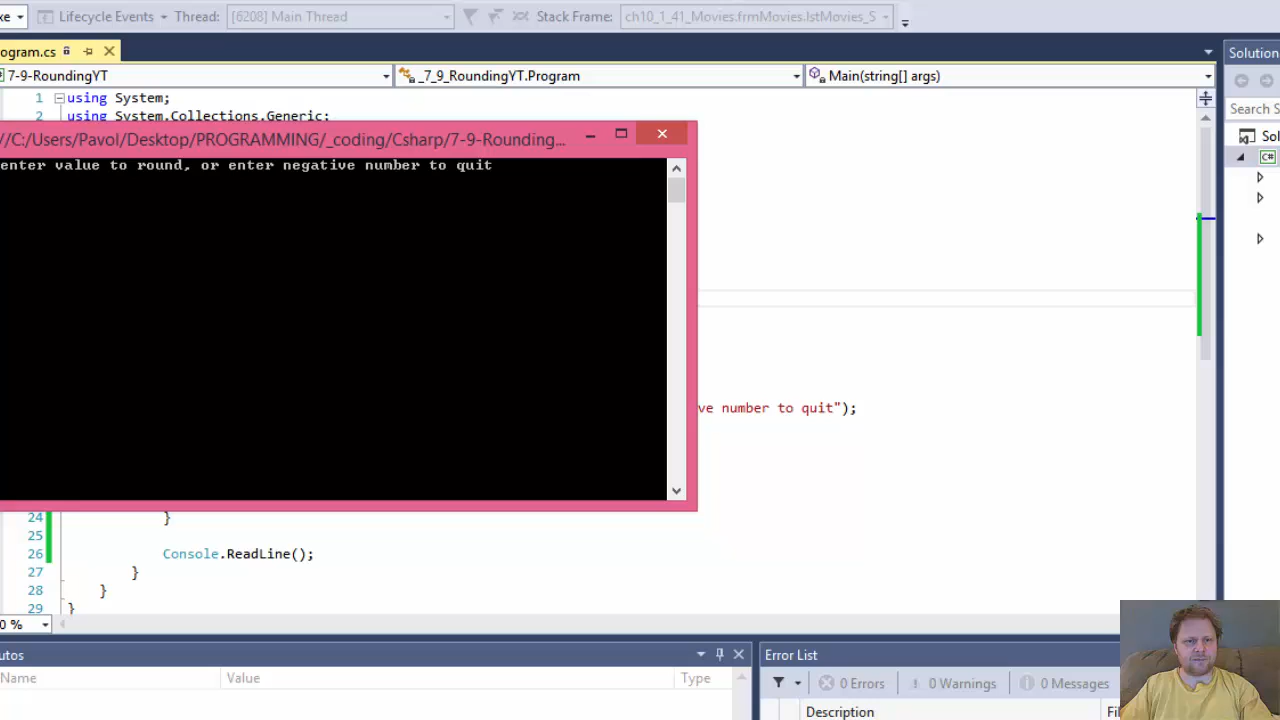 Lifecycle Events Thread: [6208] Main Thread Stack Frame: ch10_1_41_Movies.frmMovies.lstMovies_S
ogram.cs
Solution
7-9-RoundingYT _7_9_RoundingYT.Program Main(string[] args)
1 using System;
2 using System.Collections.Generic;
Search S
//C:/Users/Pavol/Desktop/PROGRAMMING/_coding/Csharp/7-9-Rounding...
Sol
C#
enter value to round, or enter negative number to quit
ve number to quit");
24 }
25
26 Console.ReadLine();
27 }
28 }
29 }
0 %
utos
Error List
Name Value Type
0 Errors 0 Warnings 0 Messages
Description Fil